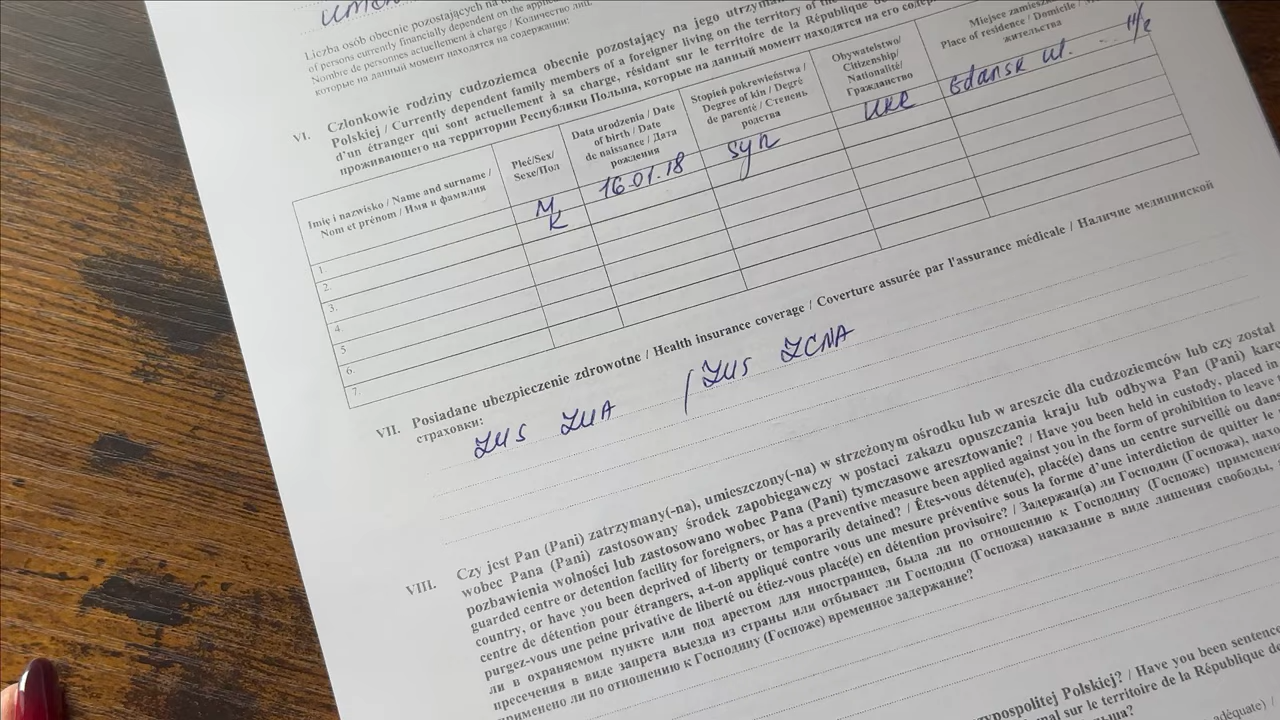 Liczba osób obecnie pozostających na
of persons currently financially dependent on the
Nombre de personnes actuellement à charge / Количество лиц,
которые на данный момент находятся на содержании:
VI. Członkowie rodziny cudzoziemca obecnie pozostający na jego
Polskiej / Currently dependent family members of a foreigner living on the territory of the
d'un étranger qui sont actuellement à sa charge, résidant sur le territoire de la République
проживающего на территории Республики Польша, которые на данный момент находятся на его
Imię i nazwisko / Name and surname /
Nom et prénom / Имя и фамилия
Płeć/Sex/
Sexe/Пол
Data urodzenia / Date
of birth / Date
de naissance / Дата
рождения
Stopień pokrewieństwa /
Degree of kin / Degré
de parenté / Степень
родства
Obywatelstwo/
Citizenship/
Nationalité/
Гражданство
Miejsce
Place of residence / Domicile /
жительства
1. M 16.01.18 syn UKR Gdansk ul. 11/2
2. K
3.
4.
5
6.
7.
VII. Posiadane ubezpieczenie zdrowotne / Health insurance coverage / Coverture assurée par l'assurance médicale / Наличие медицинской
страховки:
ZUS ZUA / ZUS ZCNA
VIII. Czy jest Pan (Pani) zatrzymany(-na), umieszczony(-na) w strzeżonym ośrodku lub w areszcie dla cudzoziemców lub czy został
wobec Pana (Pani) zastosowany środek zapobiegawczy w postaci zakazu opuszczania kraju lub odbywa Pan (Pani)
pozbawienia wolności lub zastosowano wobec Pana (Pani) tymczasowe aresztowanie? / Have you been held in custody, placed in
guarded centre or detention facility for foreigners, or has a preventive measure been applied against you in the form of prohibition to leave
country, or have you been deprived of liberty or temporarily detained? / Êtes-vous détenu(e), placé(e) dans un centre surveillé ou
centre de détention pour étrangers, a-t-on appliqué contre vous une mesure préventive sous la forme d'une interdiction de quitter le
purgez-vous une peine privative de liberté ou étiez-vous placé(e) en détention provisoire? / Задержан(а) ли Господин (Госпожа),
ли в охраняемом пункте или под арестом для иностранцев, была ли по отношению к Господину (Госпоже)
пресечения в виде запрета выезда из страны или отбывает ли Господин (Госпожа) наказание в виде лишения свободы,
применено ли по отношению к Господину (Госпоже) временное задержание?
Polskiej? / Have you been
sur le territoire de la République